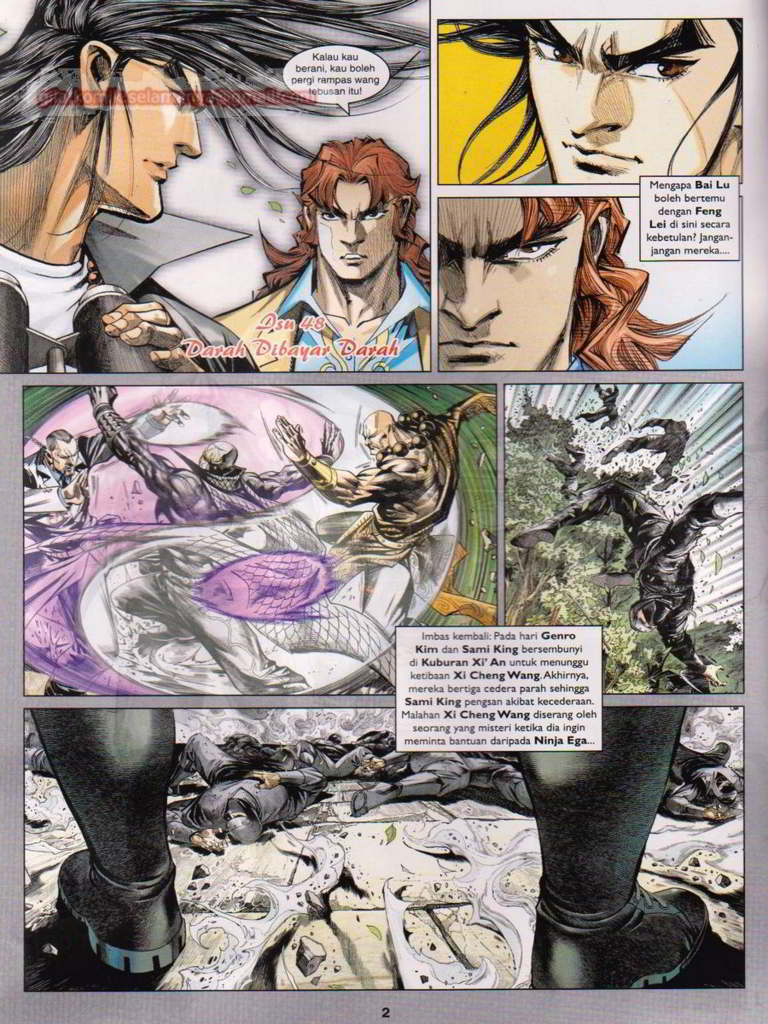 Kalau kau
berani, kau boleh
pergi rampas wang
tebusan itu!
Mengapa Bai Lu
boleh bertemu
dengan Feng
Lei di sini secara
kebetulan? Jangan-
jangan mereka....
Isu 48
Darah Dibayar Darah
Imbas kembali: Pada hari Genro
Kim dan Sami King bersembunyi
di Kuburan Xi' An untuk menunggu
ketibaan Xi Cheng Wang. Akhirnya,
mereka bertiga cedera parah sehingga
Sami King pengsan akibat kecederaan.
Malahan Xi Cheng Wang diserang oleh
seorang yang misteri ketika dia ingin
meminta bantuan daripada Ninja Ega...
2